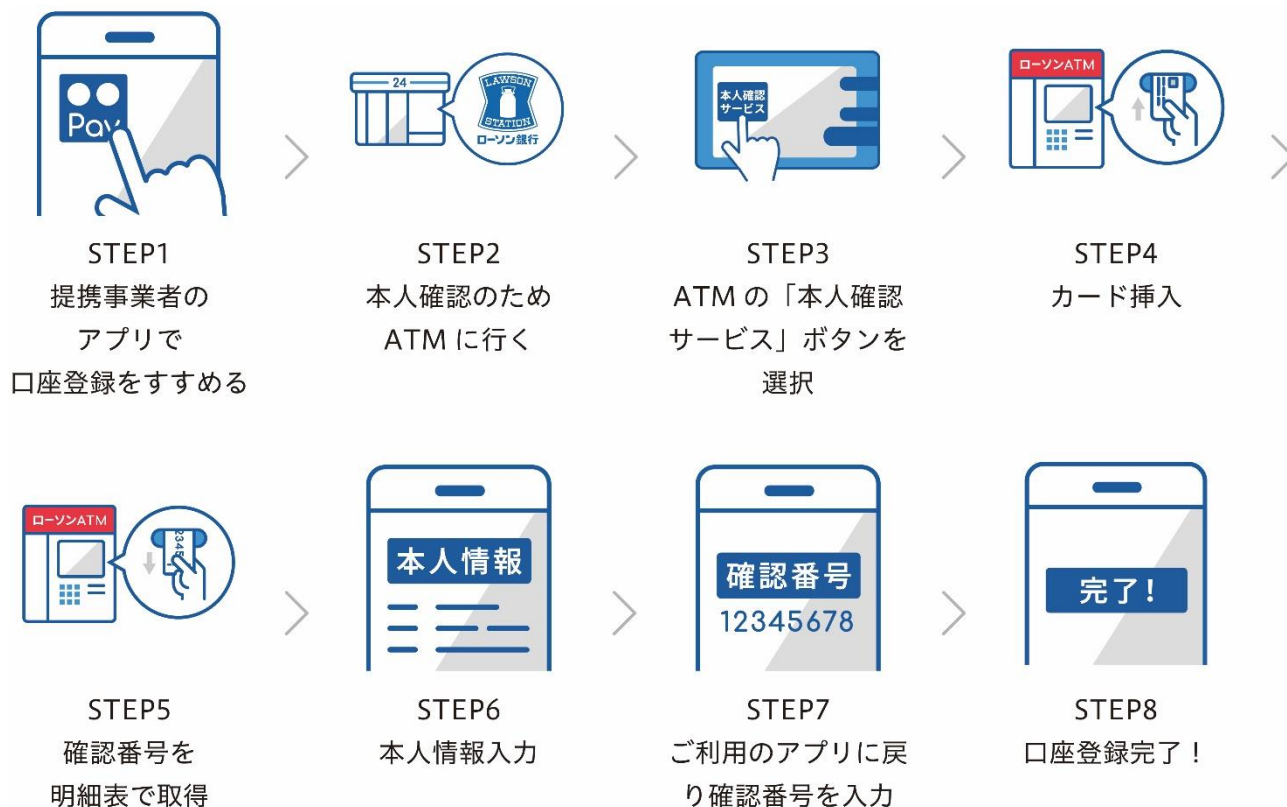 Pay
STEP1
提携事業者の
アプリで
口座登録をすすめる
24
LAWSON
STATION
ローソン銀行
STEP2
本人確認のため
ATM に行く
本人確認
サービス
STEP3
ATM の「本人確認
サービス」ボタンを
選択
ローソンATM
STEP4
カード挿入
ローソンATM
2345
STEP5
確認番号を
明細表で取得
本人情報
STEP6
本人情報入力
確認番号
12345678
STEP7
ご利用のアプリに戻
り確認番号を入力
完了!
STEP8
口座登録完了!